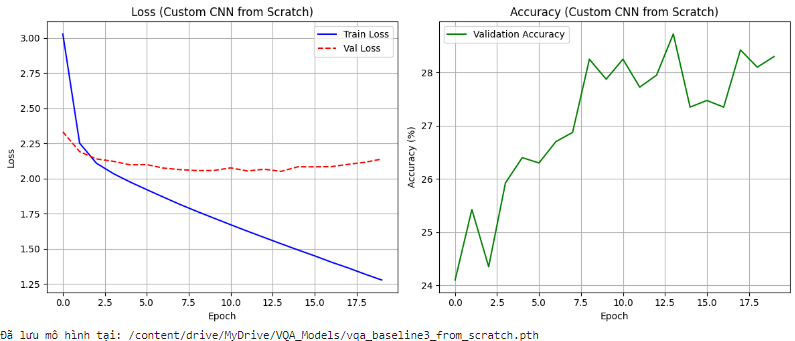 Loss (Custom CNN from Scratch)
Train Loss
Val Loss
3.00
2.75
2.50
2.25
2.00
1.75
1.50
1.25
Loss
0.0 2.5 5.0 7.5 10.0 12.5 15.0 17.5
Epoch
Accuracy (Custom CNN from Scratch)
Validation Accuracy
28
27
26
25
24
Accuracy (%)
0.0 2.5 5.0 7.5 10.0 12.5 15.0 17.5
Epoch
Đã lưu mô hình tại: /content/drive/MyDrive/VQA_Models/vqa_baseline3_from_scratch.pth